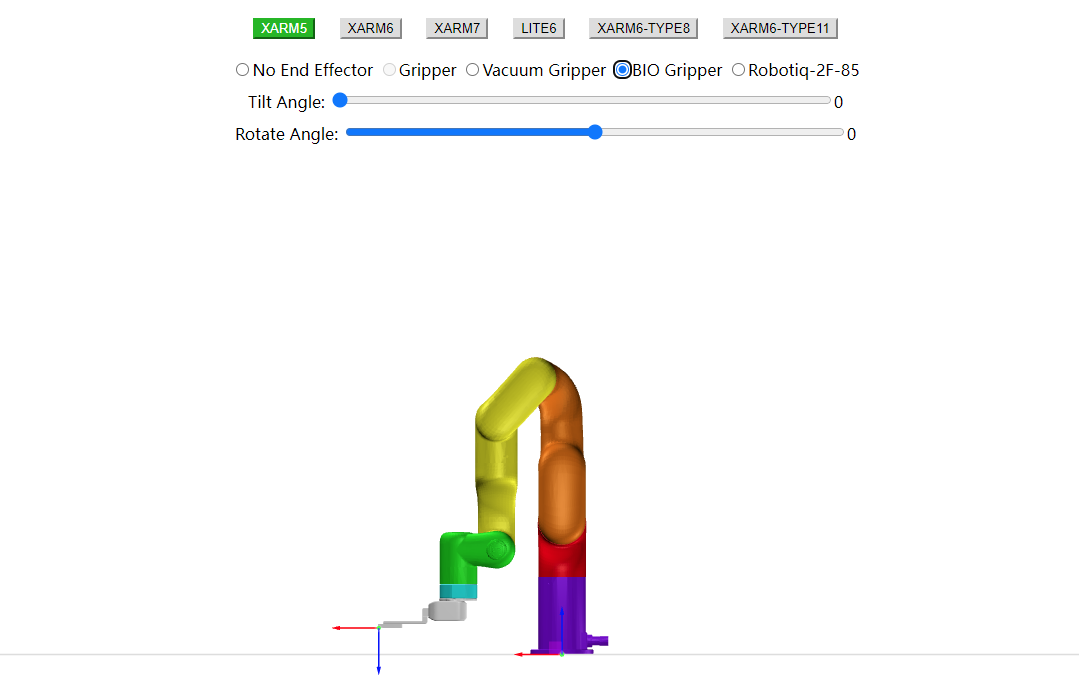 XARM5 XARM6 XARM7 LITE6 XARM6-TYPE8 XARM6-TYPE11
No End Effector Gripper Vacuum Gripper BIO Gripper Robotiq-2F-85
Tilt Angle: 0
Rotate Angle: 0